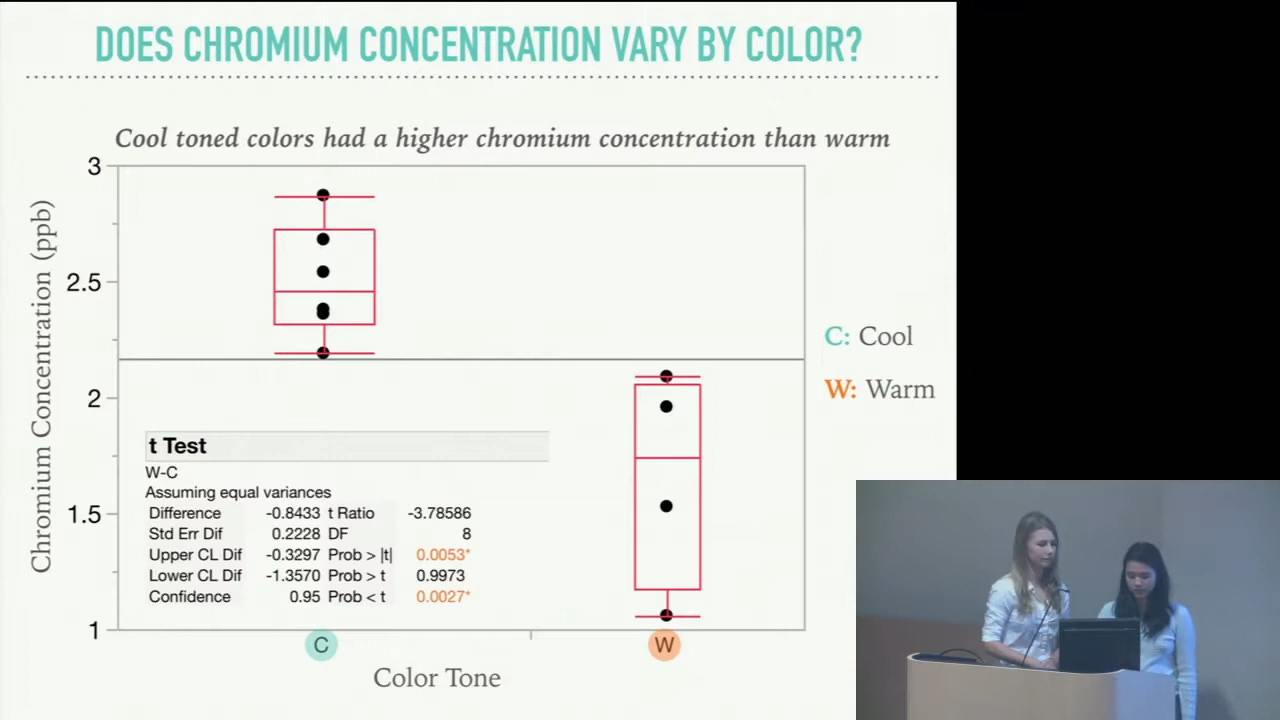 DOES CHROMIUM CONCENTRATION VARY BY COLOR?
Cool toned colors had a higher chromium concentration than warm
Chromium Concentration (ppb)
3
2.5
2
1.5
1
C: Cool
W: Warm
t Test
W-C
Assuming equal variances
Difference -0.8433 t Ratio -3.78586
Std Err Dif 0.2228 DF 8
Upper CL Dif -0.3297 Prob > |t| 0.0053*
Lower CL Dif -1.3570 Prob > t 0.9973
Confidence 0.95 Prob < t 0.0027*
C W
Color Tone